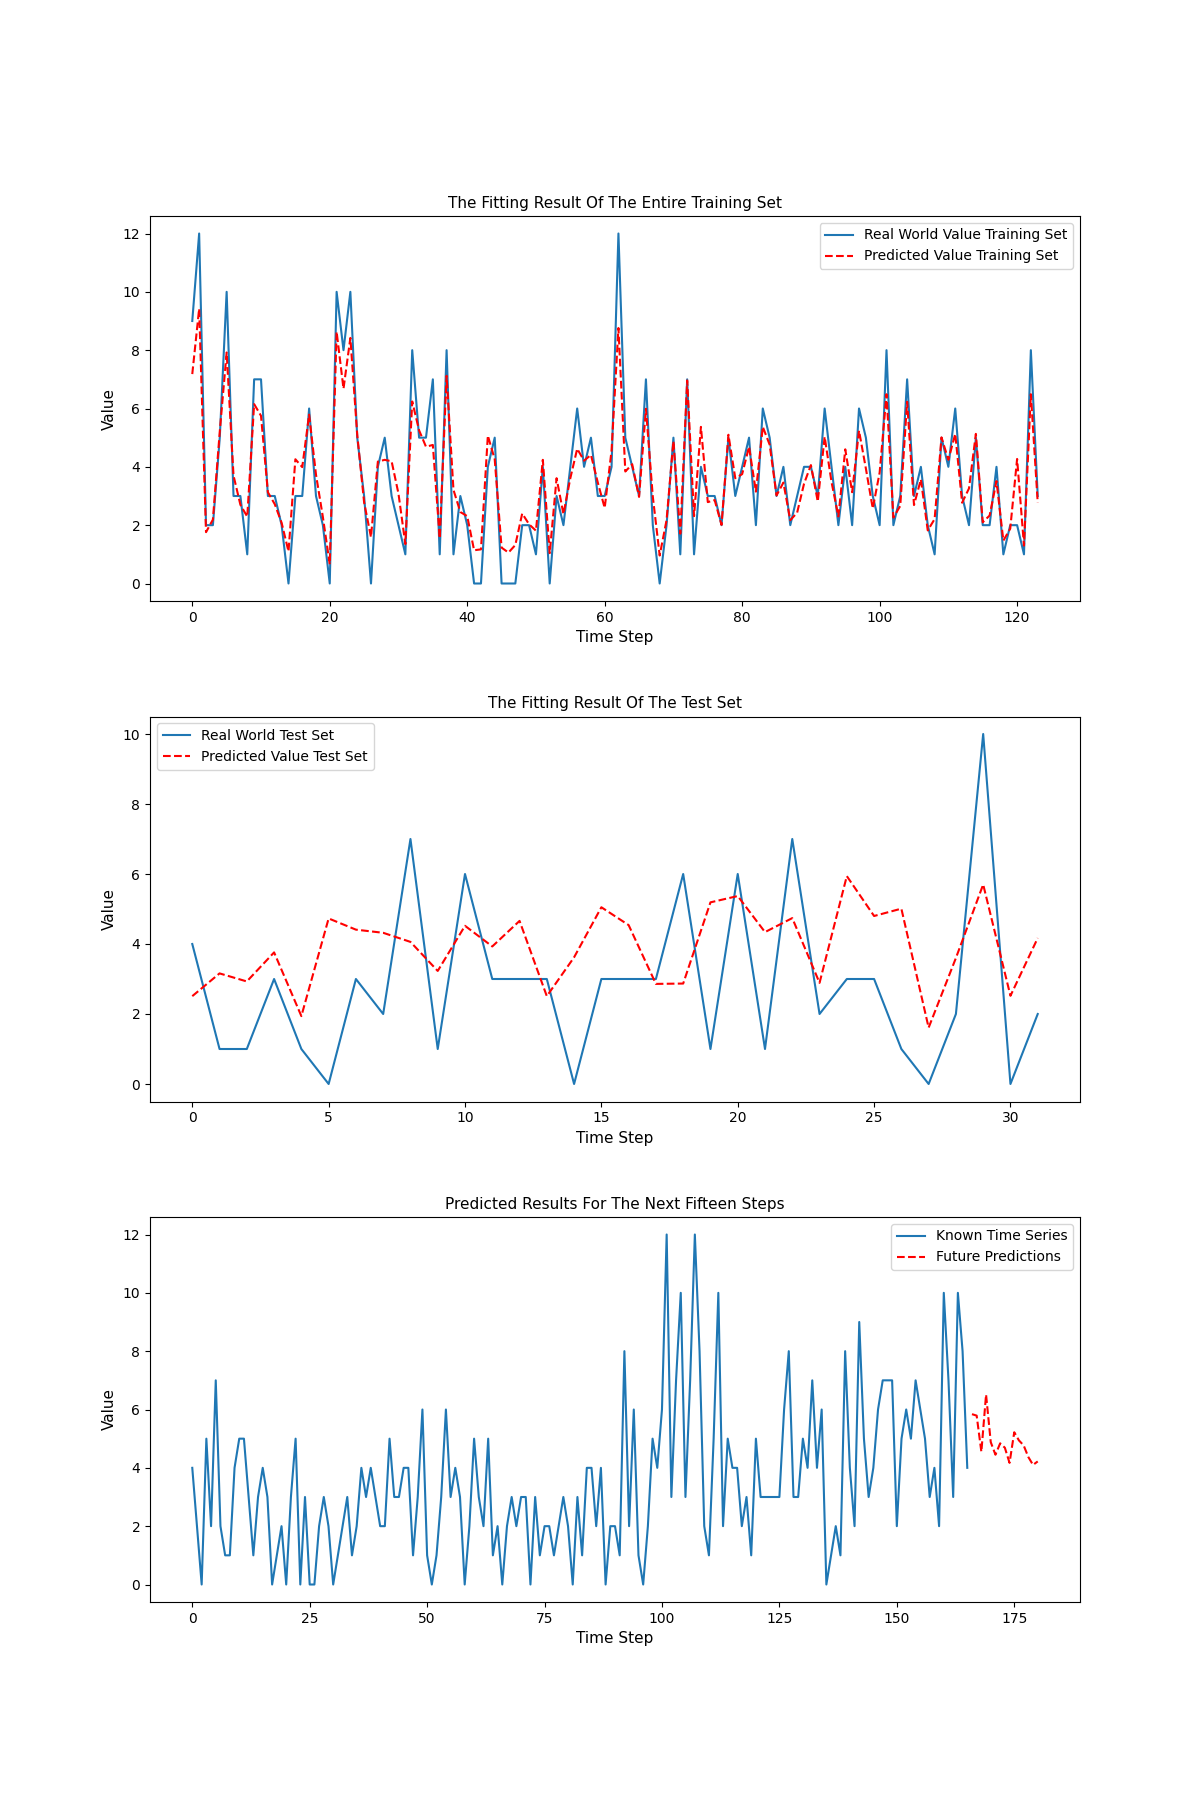 The Fitting Result Of The Entire Training Set
Real World Value Training Set
Predicted Value Training Set
Value
12
10
8
6
4
2
0
0 20 40 60 80 100 120
Time Step
The Fitting Result Of The Test Set
Real World Test Set
Predicted Value Test Set
Value
10
8
6
4
2
0
0 5 10 15 20 25 30
Time Step
Predicted Results For The Next Fifteen Steps
Known Time Series
Future Predictions
Value
12
10
8
6
4
2
0
0 25 50 75 100 125 150 175
Time Step